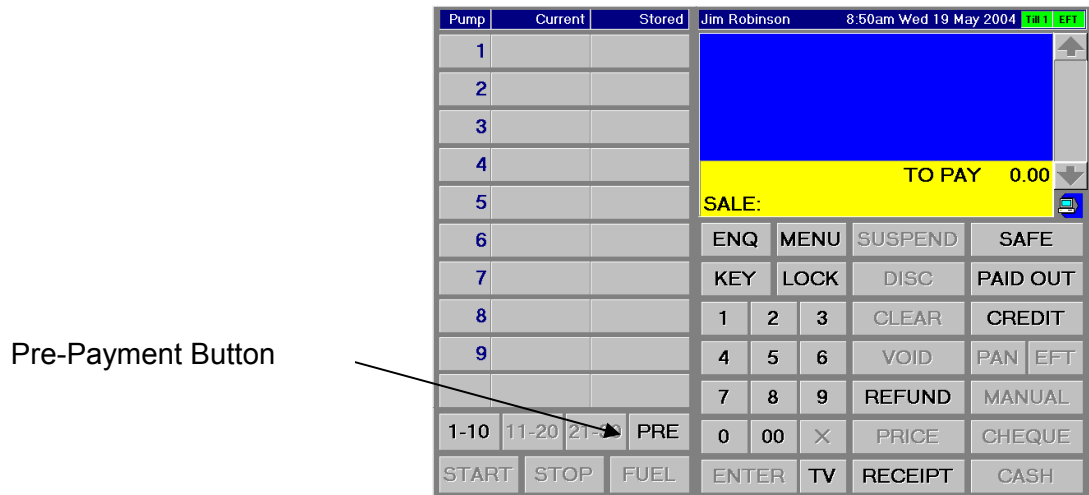 Pump Current Stored
1
2
3
4
5
6
7
8
9
1-10 11-20 21-30 PRE
START STOP FUEL
Pre-Payment Button
Jim Robinson 8:50am Wed 19 May 2004 Till 1 EFT
TO PAY 0.00
SALE:
ENQ MENU SUSPEND SAFE
KEY LOCK DISC PAID OUT
1 2 3 CLEAR CREDIT
4 5 6 VOID PAN EFT
7 8 9 REFUND MANUAL
0 00 X PRICE CHEQUE
ENTER TV RECEIPT CASH